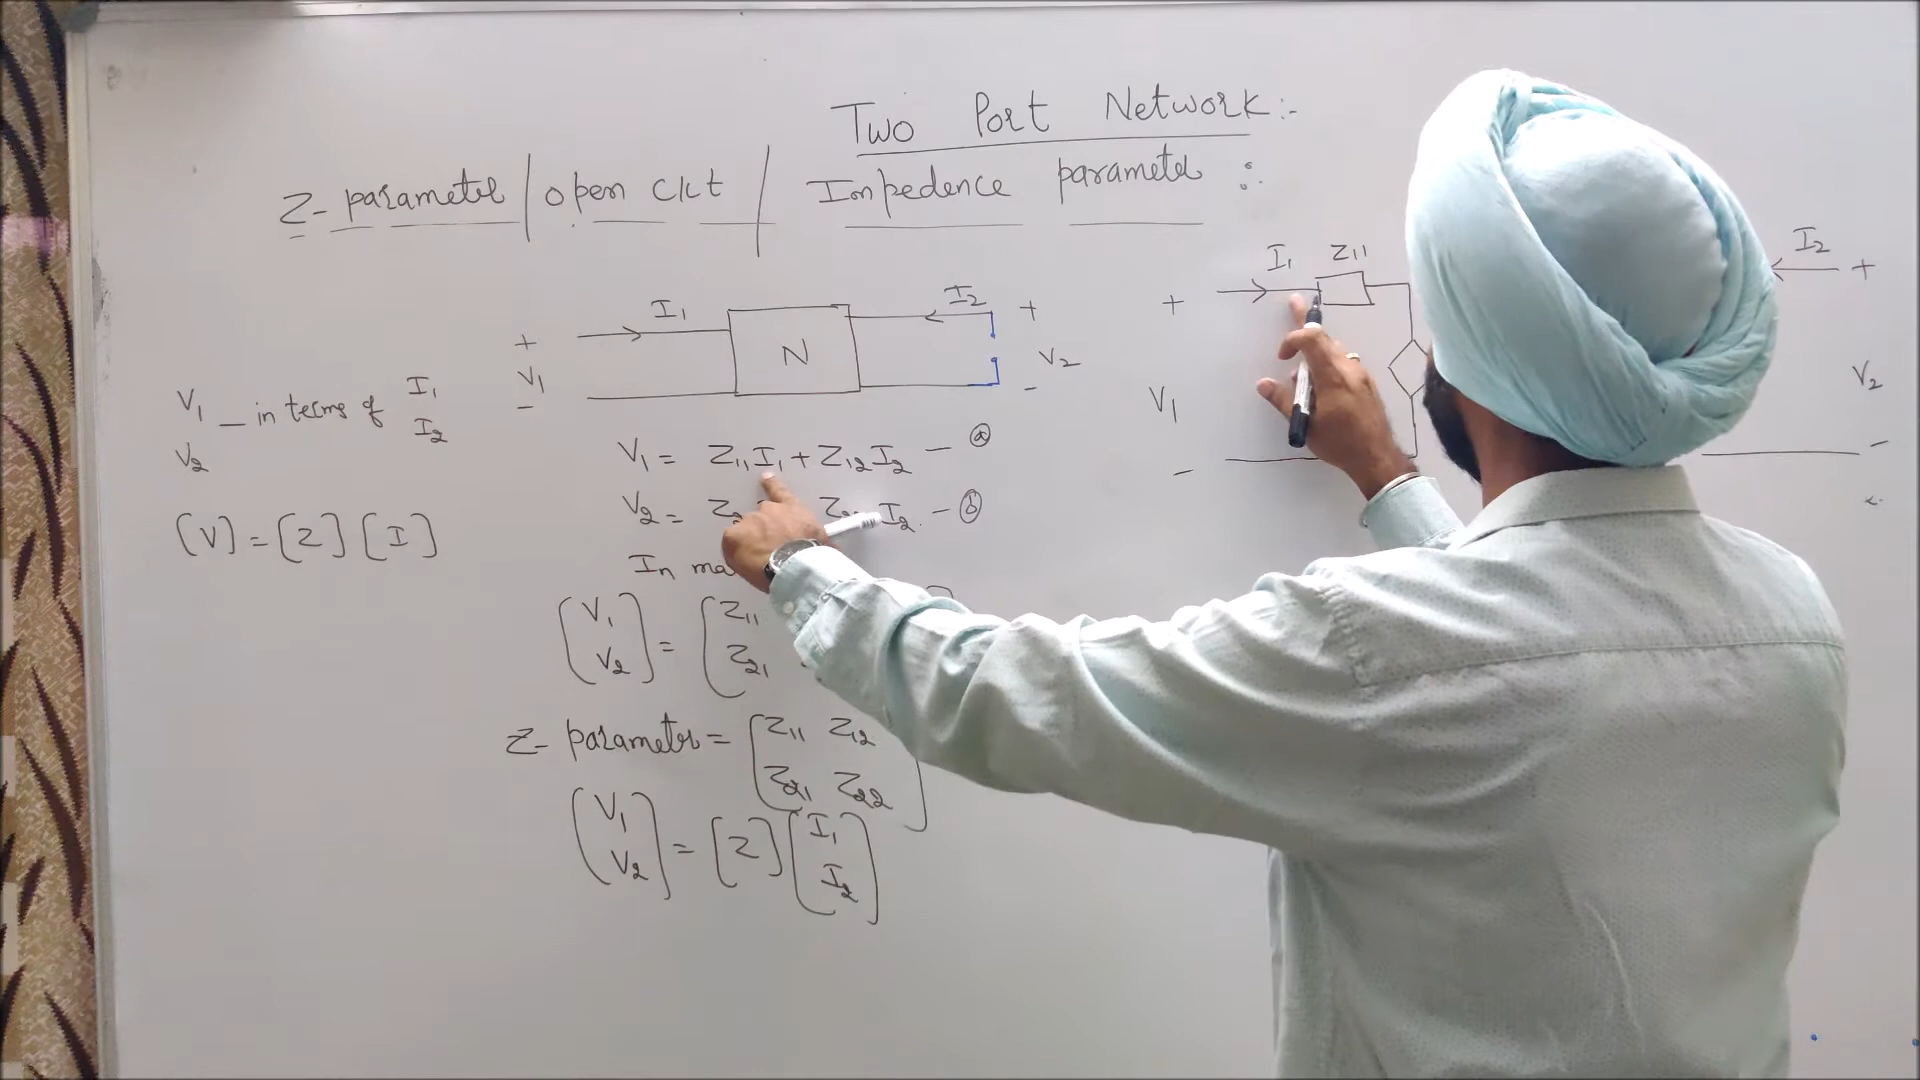 Two Port Network:-
Z-parameter / open ckt / Impedence parameter :
I1
I2
+
V1
-
N
+
V2
-
V1 V2 — in terms of I1 I2
[V] = [Z] [I]
V1 = Z11 I1 + Z12 I2 — (a)
V2 = I2 — (b)
In
[V1 V2] = [Z11 Z21
Z-parameter = [Z11 Z12 Z21 Z22]
[V1 V2] = [Z] [I1 I2]
I1 Z11
+
V1
-
I2
+
V2
-